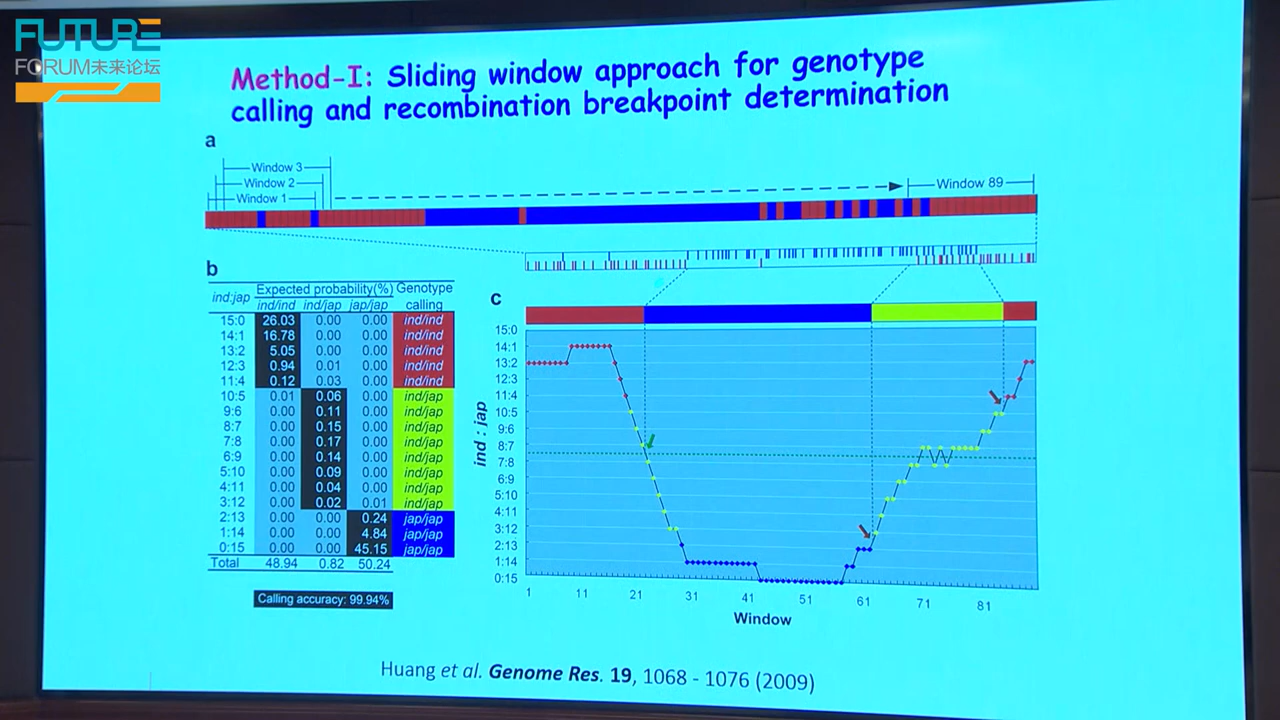 FUTURE
FORUM未来论坛
Method-I: Sliding window approach for genotype
calling and recombination breakpoint determination
a
Window 3
Window 2
Window 1
Window 89
b
ind:jap Expected probability(%) Genotype
ind/ind ind/jap jap/jap calling
15:0 26.03 0.00 0.00 ind/ind
14:1 16.78 0.00 0.00 ind/ind
13:2 5.05 0.00 0.00 ind/ind
12:3 0.94 0.01 0.00 ind/ind
11:4 0.12 0.03 0.00 ind/ind
10:5 0.01 0.06 0.00 ind/jap
9:6 0.00 0.11 0.00 ind/jap
8:7 0.00 0.15 0.00 ind/jap
7:8 0.00 0.17 0.00 ind/jap
6:9 0.00 0.14 0.00 ind/jap
5:10 0.00 0.09 0.00 ind/jap
4:11 0.00 0.04 0.00 ind/jap
3:12 0.00 0.02 0.01 ind/jap
2:13 0.00 0.00 0.24 jap/jap
1:14 0.00 0.00 4.84 jap/jap
0:15 0.00 0.00 45.15 jap/jap
Total 48.94 0.82 50.24
Calling accuracy: 99.94%
c
ind : jap
15:0
14:1
13:2
12:3
11:4
10:5
9:6
8:7
7:8
6:9
5:10
4:11
3:12
2:13
1:14
0:15
1 11 21 31 41 51 61 71 81
Window
Huang et al. Genome Res. 19, 1068 - 1076 (2009)